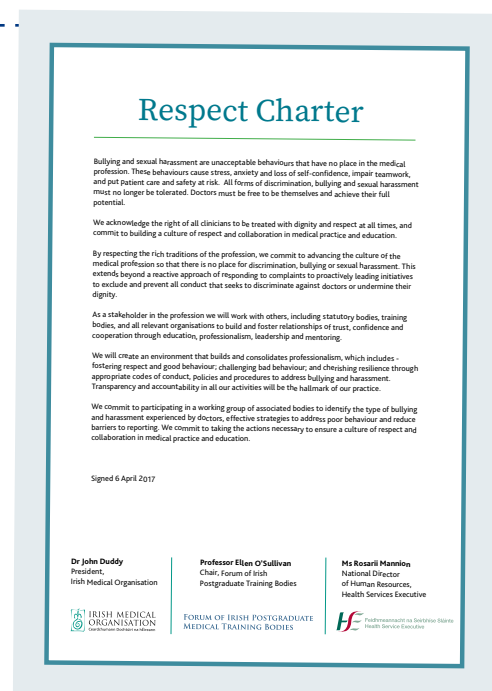 Respect Charter
Bullying and sexual harassment are unacceptable behaviours that have no place in the medical
profession. These behaviours cause stress, anxiety and loss of self-confidence, impair teamwork,
and put patient care and safety at risk. All forms of discrimination, bullying and sexual harassment
must no longer be tolerated. Doctors must be free to be themselves and achieve their full
potential.
We acknowledge the right of all clinicians to be treated with dignity and respect at all times, and
commit to building a culture of respect and collaboration in medical practice and education.
By respecting the rich traditions of the profession, we commit to advancing the culture of the
medical profession so that there is no place for discrimination, bullying or sexual harassment. This
extends beyond a reactive approach of responding to complaints to proactively leading initiatives
to exclude and prevent all conduct that seeks to discriminate against doctors or undermine their
dignity.
As a stakeholder in the profession we will work with others, including statutory bodies, training
bodies, and all relevant organisations to build and foster relationships of trust, confidence and
cooperation through education, professionalism, leadership and mentoring.
We will create an environment that builds and consolidates professionalism, which includes -
fostering respect and good behaviour; challenging bad behaviour; and cherishing resilience through
appropriate codes of conduct, policies and procedures to address bullying and harassment.
Transparency and accountability in all our activities will be the hallmark of our practice.
We commit to participating in a working group of associated bodies to identify the type of bullying
and harassment experienced by doctors, effective strategies to address poor behaviour and reduce
barriers to reporting. We commit to taking the actions necessary to ensure a culture of respect and
collaboration in medical practice and education.
Signed 6 April 2017
Dr John Duddy
President,
Irish Medical Organisation
IRISH MEDICAL
ORGANISATION
Ceardchumann Dochtúirí na hÉireann
Professor Ellen O'Sullivan
Chair, Forum of Irish
Postgraduate Training Bodies
Forum of Irish Postgraduate
Medical Training Bodies
Ms Rosarii Mannion
National Director
of Human Resources,
Health Services Executive
Feidhmeannacht na Seirbhíse Sláinte
Health Service Executive